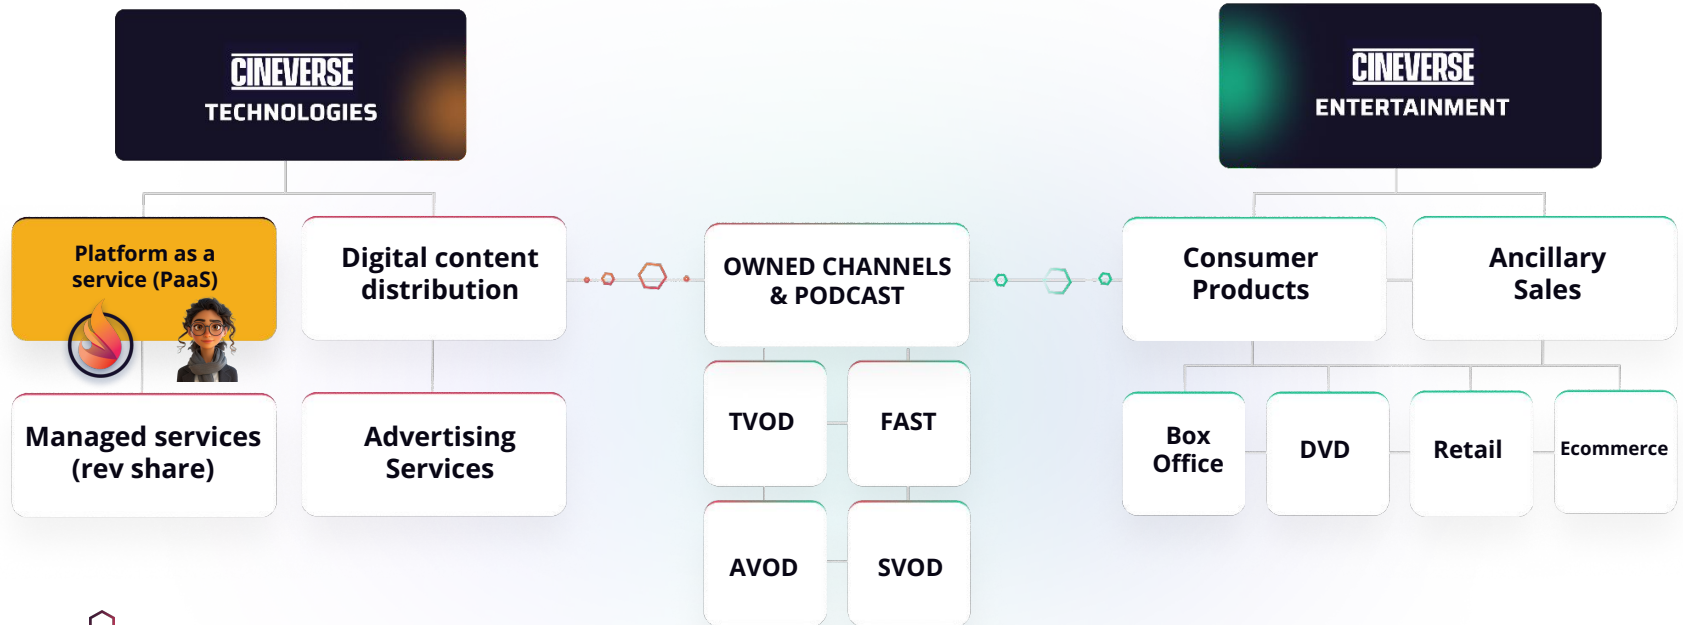 CINEVERSE
TECHNOLOGIES
CINEVERSE
ENTERTAINMENT
Platform as a
service (PaaS)
Digital content
distribution
OWNED CHANNELS
& PODCAST
Consumer
Products
Ancillary
Sales
Managed services
(rev share)
Advertising
Services
TVOD
FAST
AVOD
SVOD
Box
Office
DVD
Retail
Ecommerce